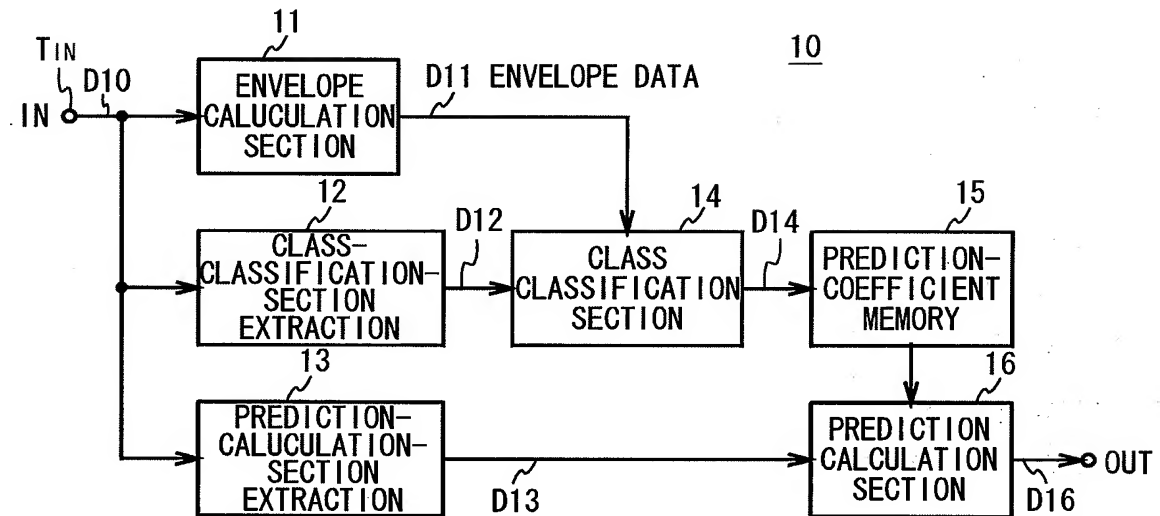 11
10
TIN
D10
IN
ENVELOPE
CALUCULATION
SECTION
D11 ENVELOPE DATA
12
CLASS-
CLASSIFICATION-
SECTION
EXTRACTION
D12
14
CLASS
CLASSIFICATION
SECTION
D14
15
PREDICTION-
COEFFICIENT
MEMORY
13
PREDICTION-
CALUCULATION-
SECTION
EXTRACTION
D13
16
PREDICTION
CALCULATION
SECTION
D16
OUT